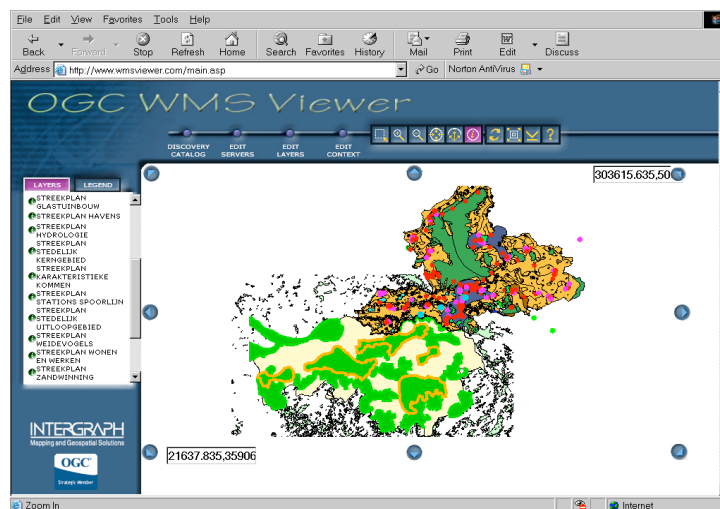 File Edit View Favorites Tools Help
Back Forward Stop Refresh Home Search Favorites History Mail Print Edit Discuss
Address http://www.wmsviewer.com/main.asp Go Norton AntiVirus
OGC WMS Viewer
DISCOVERY CATALOG
EDIT SERVERS
EDIT LAYERS
EDIT CONTEXT
303615.635,50
LAYERS LEGEND
STREEKPLAN
GLASTUINBOUW
STREEKPLAN HAVENS
STREEKPLAN
HYDROLOGIE
STREEKPLAN
STEDELIJK
KERNGEBIED
STREEKPLAN
KARAKTERISTIEKE
KOMMEN
STREEKPLAN
STATIONS SPOORLIJN
STREEKPLAN
STEDELIJK
UITLOOPGEBIED
STREEKPLAN
WEIDEVOGELS
STREEKPLAN WONEN
EN WERKEN
STREEKPLAN
ZANDWINNING
INTERGRAPH
Mapping and Geospatial Solutions
OGC
Strategic Member
21637.835,35906
Zoom In
Internet